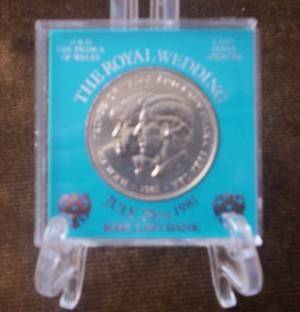 H.R.H.
THE PRINCE
OF WALES
LADY
DIANA
SPENCER
THE ROYAL WEDDING
1981
JULY 29th 1981
BARCLAYS BANK